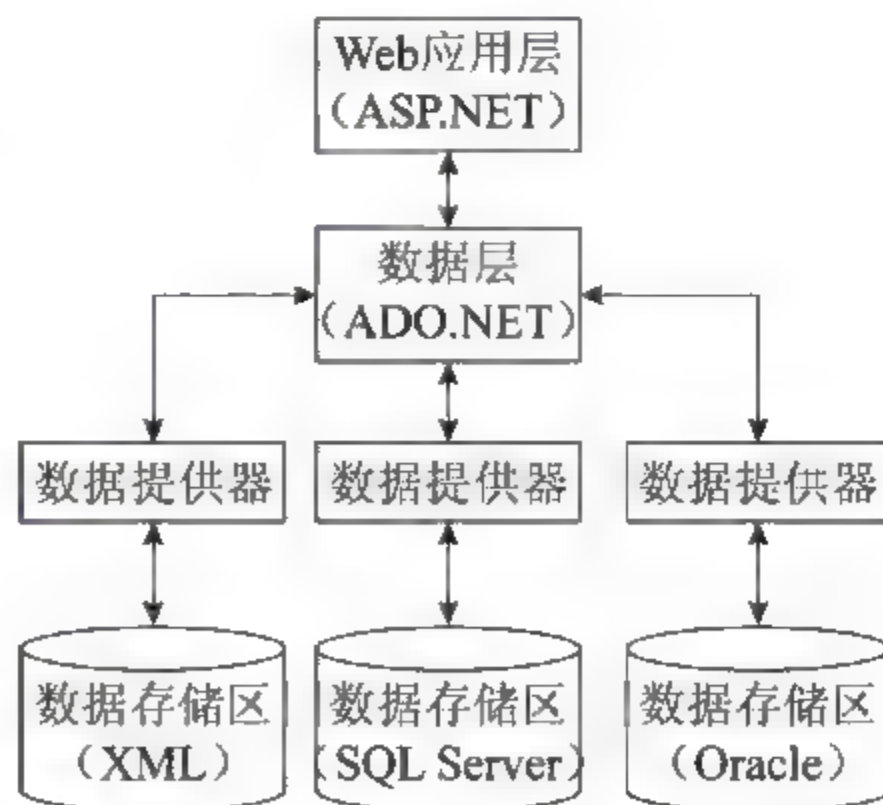 Web应用层
（ASP.NET）
数据层
（ADO.NET）
数据提供器
数据提供器
数据提供器
数据存储区
（XML）
数据存储区
（SQL Server）
数据存储区
（Oracle）